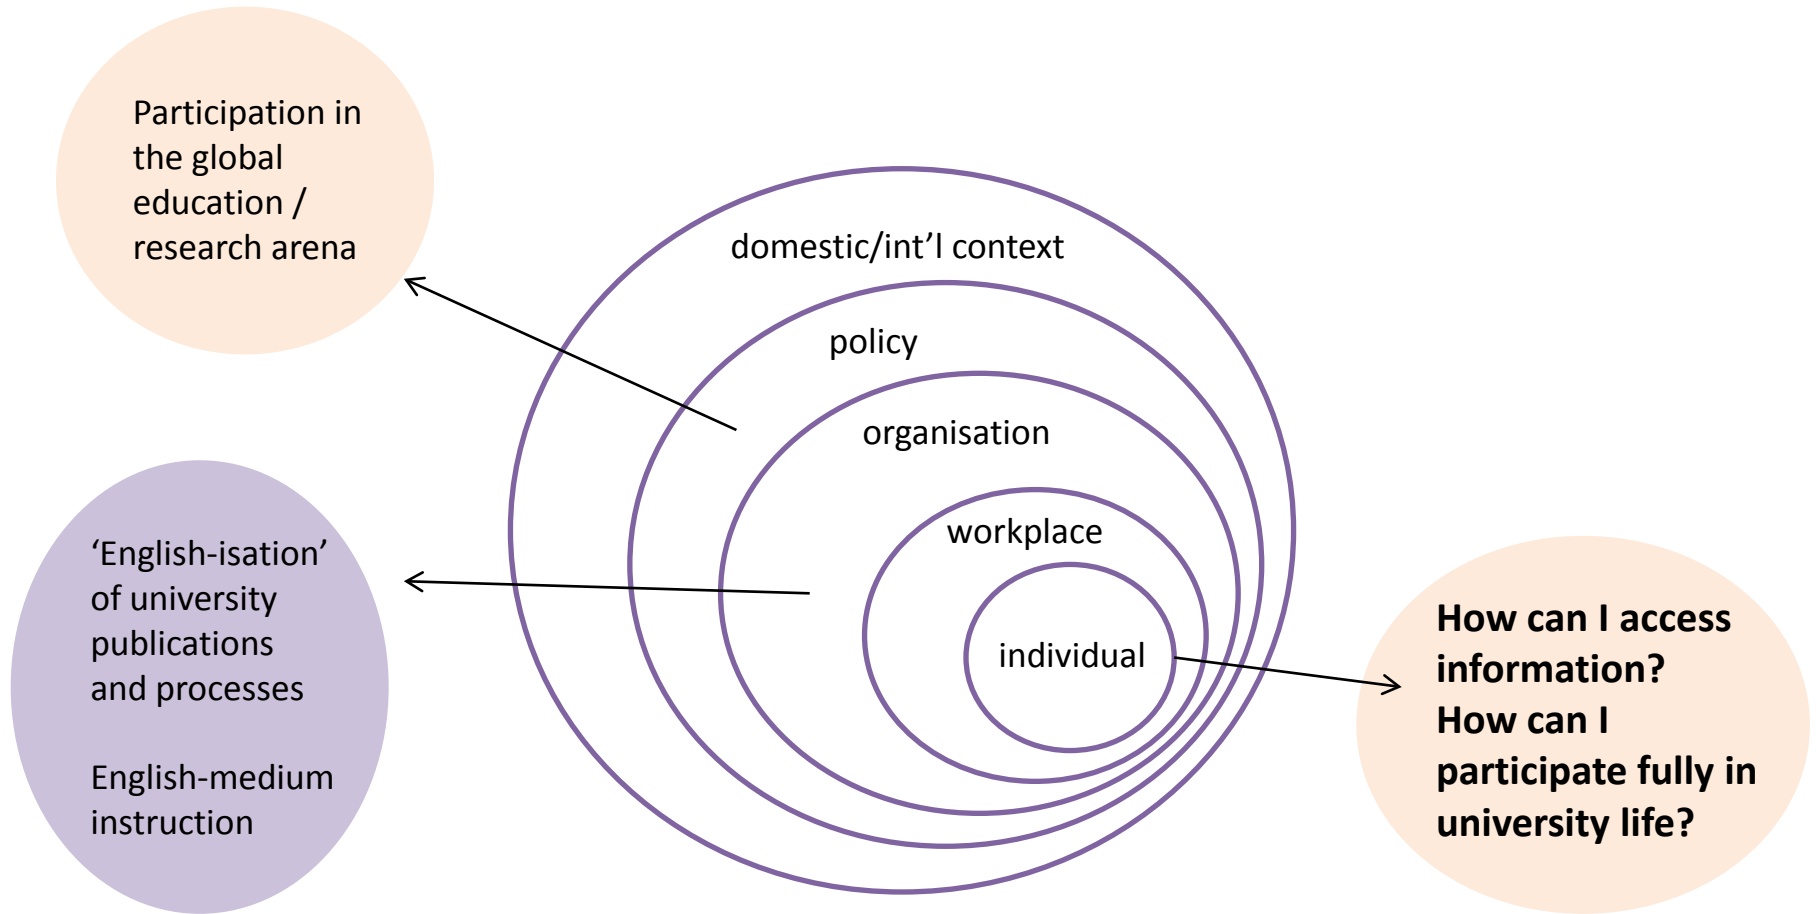 Participation in
the global
education /
research arena
domestic/int’l context
policy
organisation
workplace
individual
‘English-isation’
of university
publications
and processes
English-medium
instruction
How can I access
information?
How can I
participate fully in
university life?